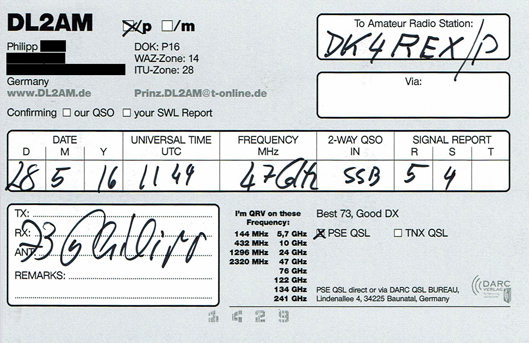 DL2AM /p /m
Philipp
DOK: P16
WAZ-Zone: 14
ITU-Zone: 28
Germany
www.DL2AM.de Prinz.DL2AM@t-online.de
Confirming our QSO your SWL Report
To Amateur Radio Station:
DK4REX/p
Via:
DATE UNIVERSAL TIME FREQUENCY 2-WAY QSO SIGNAL REPORT
D M Y UTC MHz IN R S T
28 5 16 1149 47GHz SSB 5 9
TX:
RX:
ANT:
73 Philipp
REMARKS:
I'm QRV on these
Frequency:
144 MHz 5,7 GHz
432 MHz 10 GHz
1296 MHz 24 GHz
2320 MHz 47 GHz
76 GHz
122 GHz
134 GHz
241 GHz
Best 73, Good DX
PSE QSL TNX QSL
PSE QSL direct or via DARC QSL BUREAU,
Lindenallee 4, 34225 Baunatal, Germany
DARC
VERLAG
1429